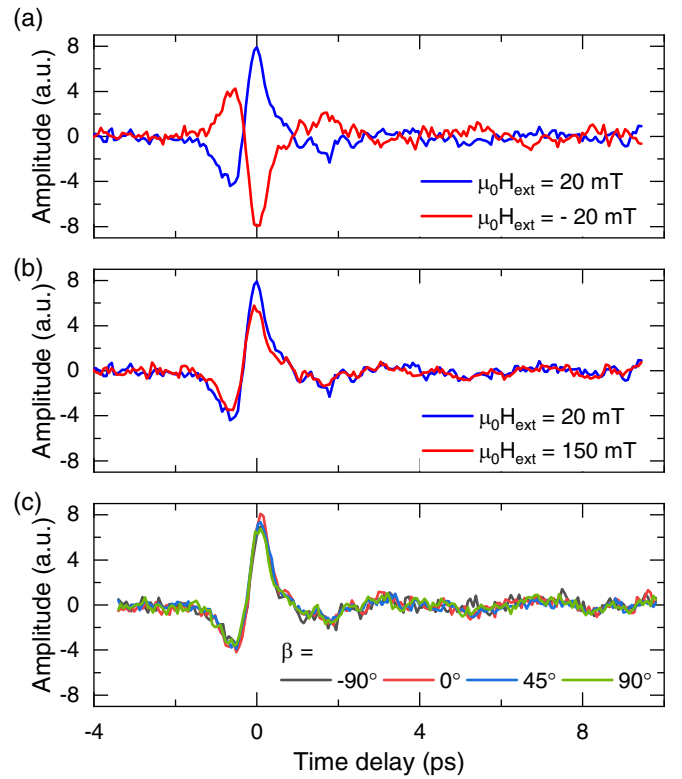 (a)
8
4
0
-4
-8
Amplitude (a.u.)
μ₀Hₑₓₜ = 20 mT
μ₀Hₑₓₜ = - 20 mT
(b)
8
4
0
-4
-8
Amplitude (a.u.)
μ₀Hₑₓₜ = 20 mT
μ₀Hₑₓₜ = 150 mT
(c)
8
4
0
-4
-8
Amplitude (a.u.)
β =
-90° 0° 45° 90°
-4 0 4 8
Time delay (ps)